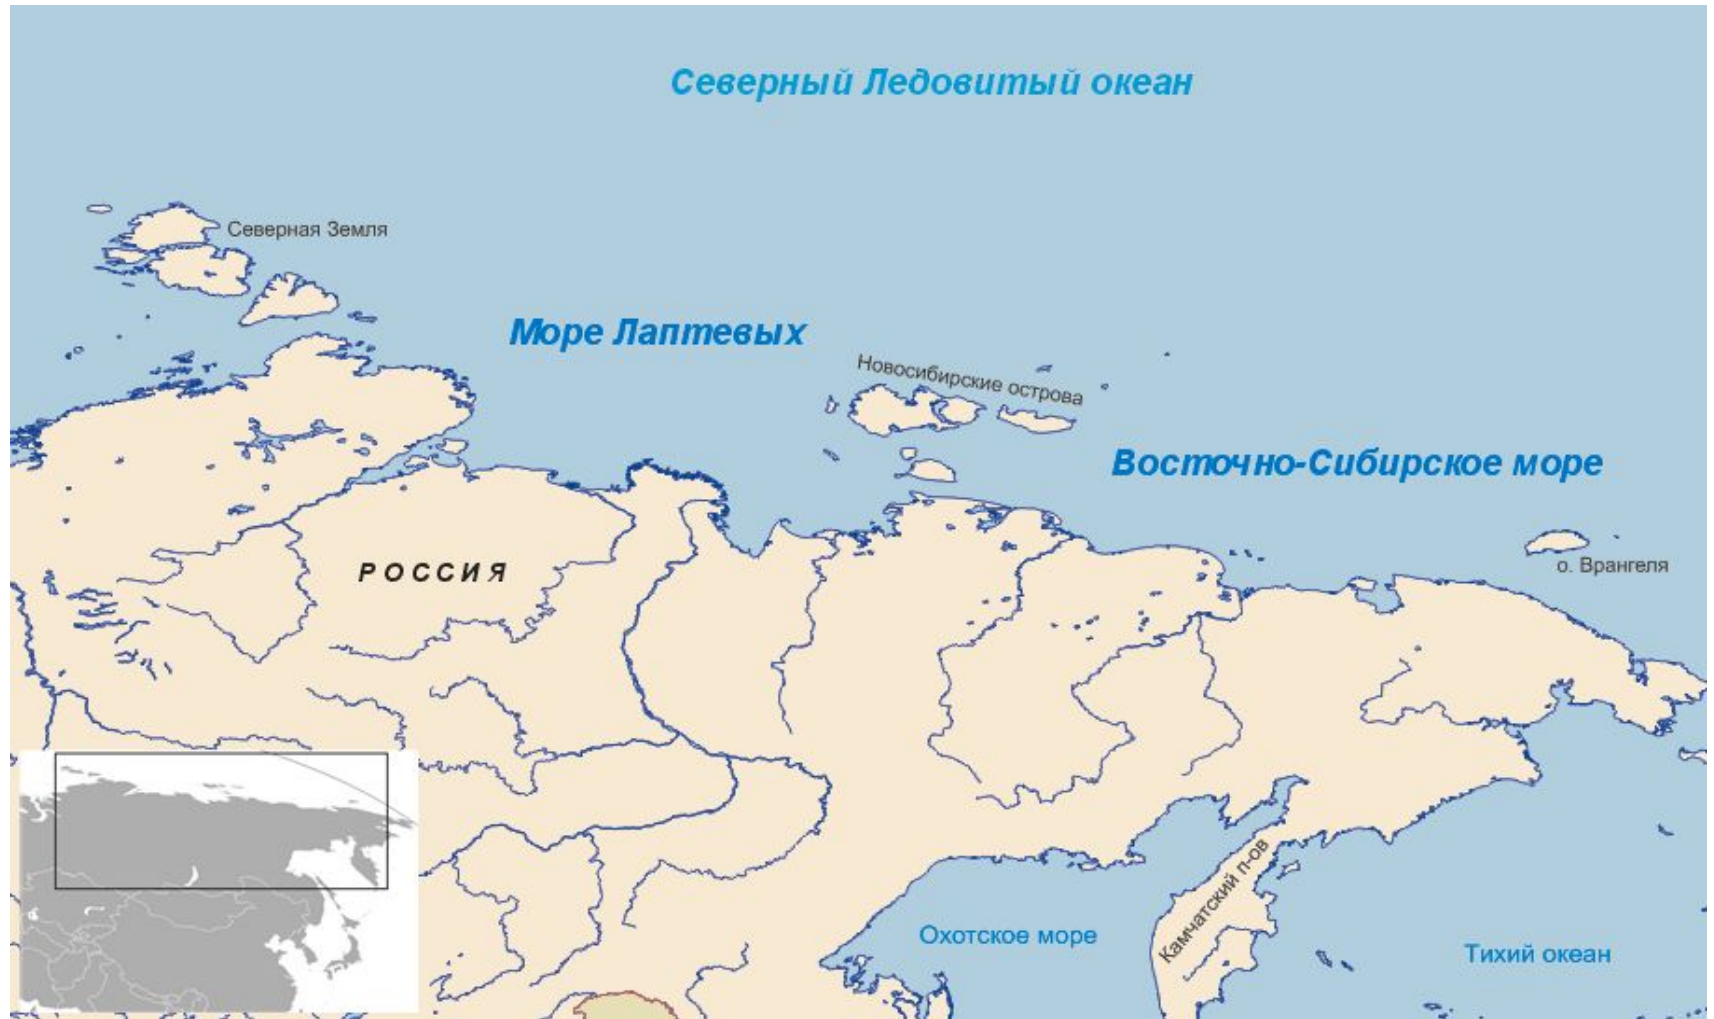 Северный Ледовитый океан
Северная Земля
Море Лаптевых
Новосибирские острова
Восточно-Сибирское море
о. Врангеля
РОССИЯ
Камчатский п-ов
Охотское море
Тихий океан